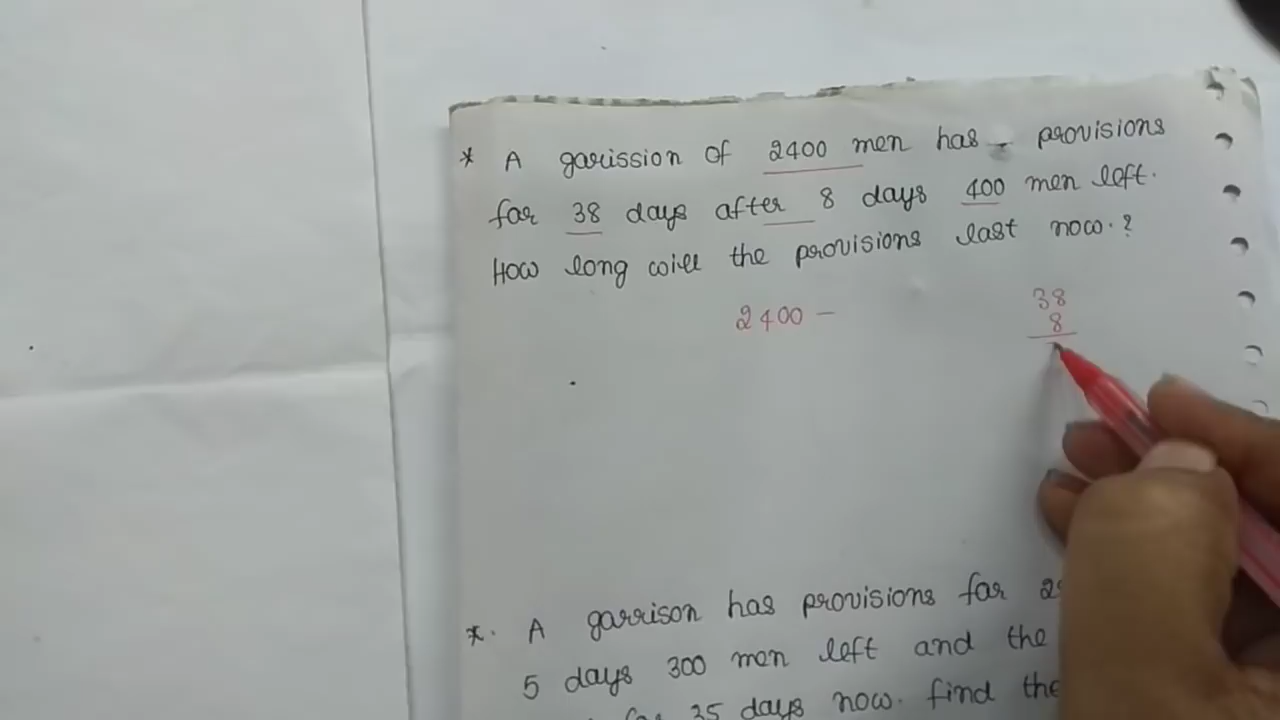 * A garission of 2400 men has - provisions
for 38 days after 8 days 400 men left.
How long will the provisions last now.?
2400 - 38
8
*. A garrison has provisions for
5 days 300 men left and the
35 days now. find the